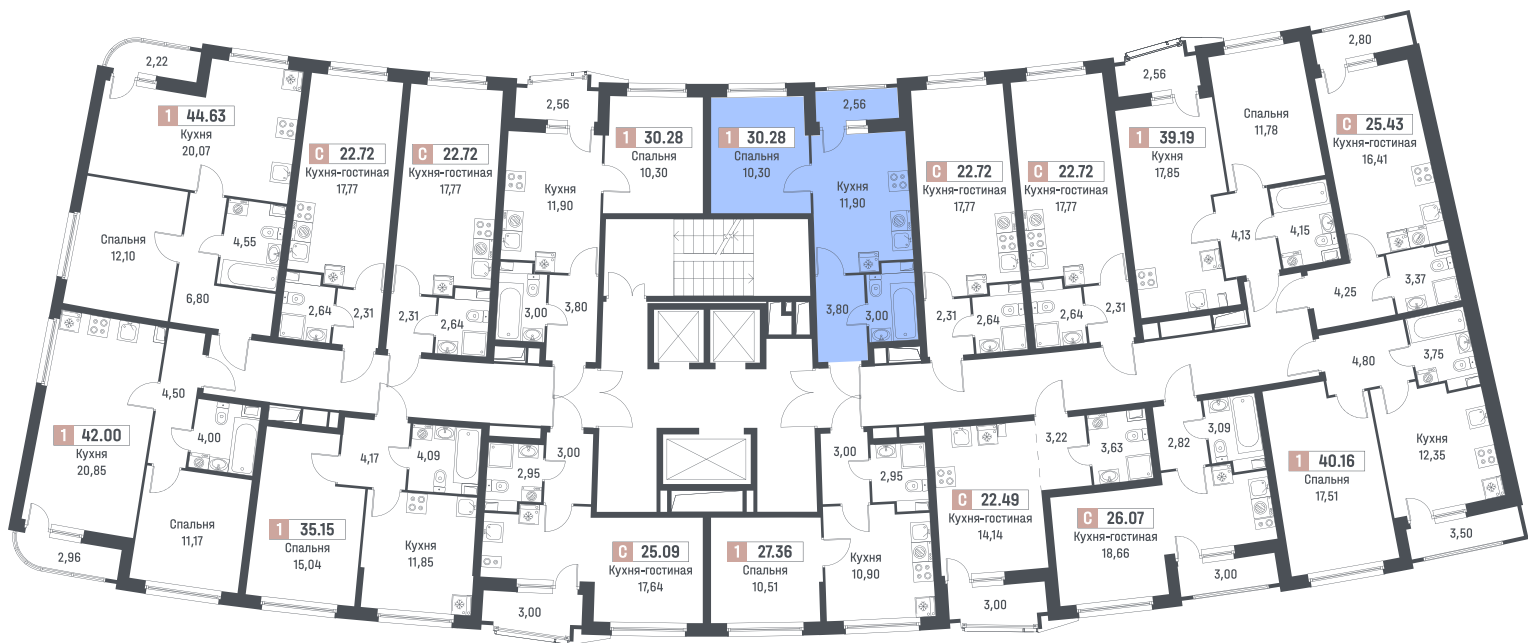 2,22
1 44.63
Кухня
20,07
Спальня
12,10
4,55
6,80
С 22.72
Кухня-гостиная
17,77
2,64
2,31
С 22.72
Кухня-гостиная
17,77
2,31
2,64
2,56
Кухня
11,90
3,00
3,80
1 30.28
Спальня
10,30
1 30.28
Спальня
10,30
2,56
Кухня
11,90
3,80
3,00
С 22.72
Кухня-гостиная
17,77
2,31
2,64
С 22.72
Кухня-гостиная
17,77
2,64
2,31
2,56
1 39.19
Кухня
17,85
Спальня
11,78
4,13
4,15
2,80
С 25.43
Кухня-гостиная
16,41
4,25
3,37
1 42.00
Кухня
20,85
4,50
4,00
Спальня
11,17
2,96
1 35.15
Спальня
15,04
4,17
4,09
Кухня
11,85
2,95
3,00
С 25.09
Кухня-гостиная
17,64
3,00
1 27.36
Спальня
10,51
3,00
2,95
Кухня
10,90
С 22.49
Кухня-гостиная
14,14
3,22
3,63
3,00
2,82
3,09
С 26.07
Кухня-гостиная
18,66
3,00
4,80
3,75
1 40.16
Спальня
17,51
Кухня
12,35
3,50